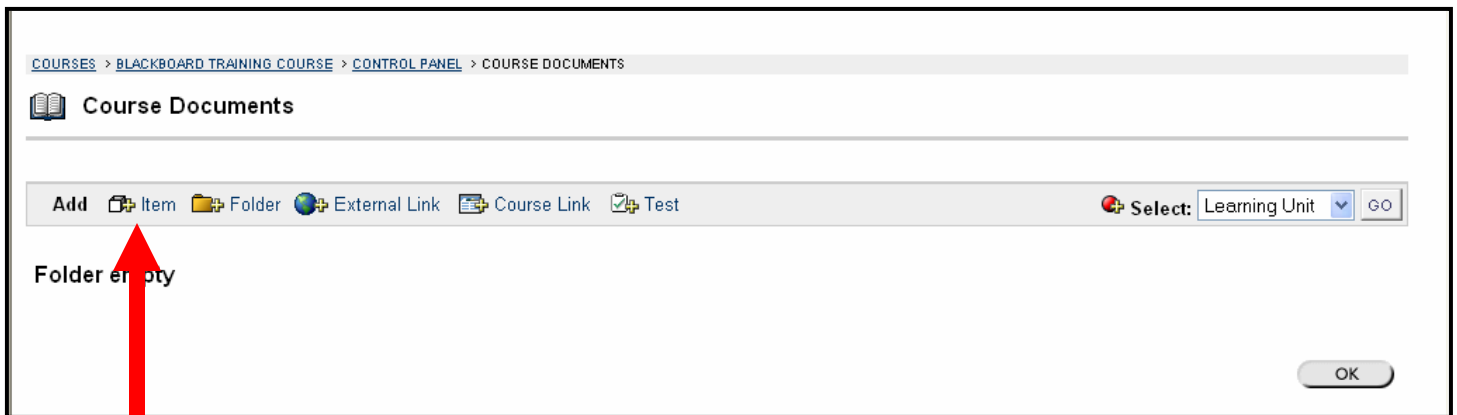 COURSES > BLACKBOARD TRAINING COURSE > CONTROL PANEL > COURSE DOCUMENTS
Course Documents
Add Item Folder External Link Course Link Test Select: Learning Unit GO
Folder empty
OK